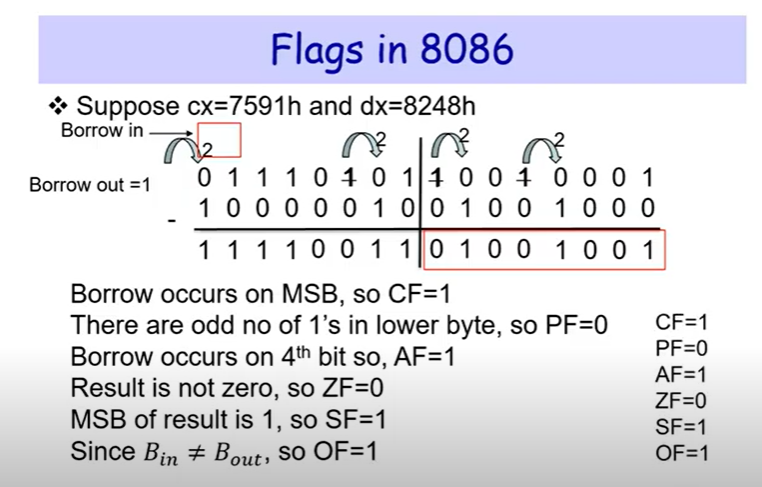 Flags in 8086
❖ Suppose cx=7591h and dx=8248h
Borrow in
2 2 2 2
Borrow out =1
0 1 1 1 0 1 0 1 1 0 0 1 0 0 0 1
- 1 0 0 0 0 0 1 0 0 1 0 0 1 0 0 0
1 1 1 1 0 0 1 1 0 1 0 0 1 0 0 1
Borrow occurs on MSB, so CF=1
There are odd no of 1's in lower byte, so PF=0
Borrow occurs on 4th bit so, AF=1
Result is not zero, so ZF=0
MSB of result is 1, so SF=1
Since Bin ≠ Bout, so OF=1
CF=1
PF=0
AF=1
ZF=0
SF=1
OF=1